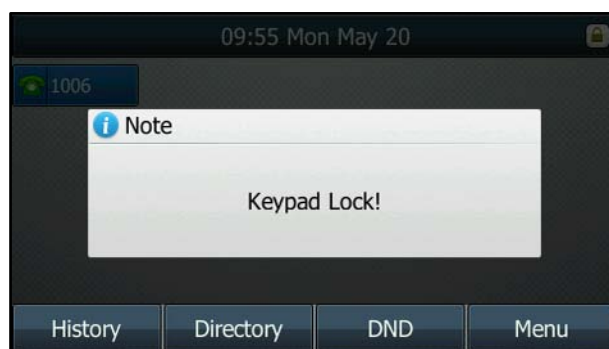 09:55 Mon May 20
1006
Note
Keypad Lock!
History Directory DND Menu